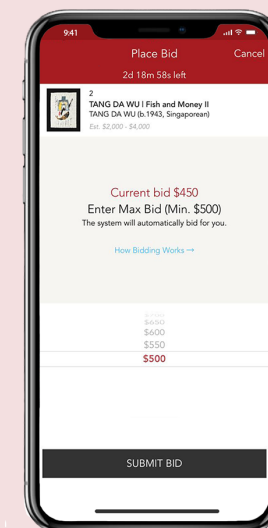 9:41
Place Bid
Cancel
2d 18m 58s left
2
TANG DA WU | Fish and Money II
TANG DA WU (b.1943, Singaporean)
Est. $2,000 - $4,000
Current bid $450
Enter Max Bid (Min. $500)
The system will automatically bid for you.
How Bidding Works →
$650
$600
$550
$500
SUBMIT BID